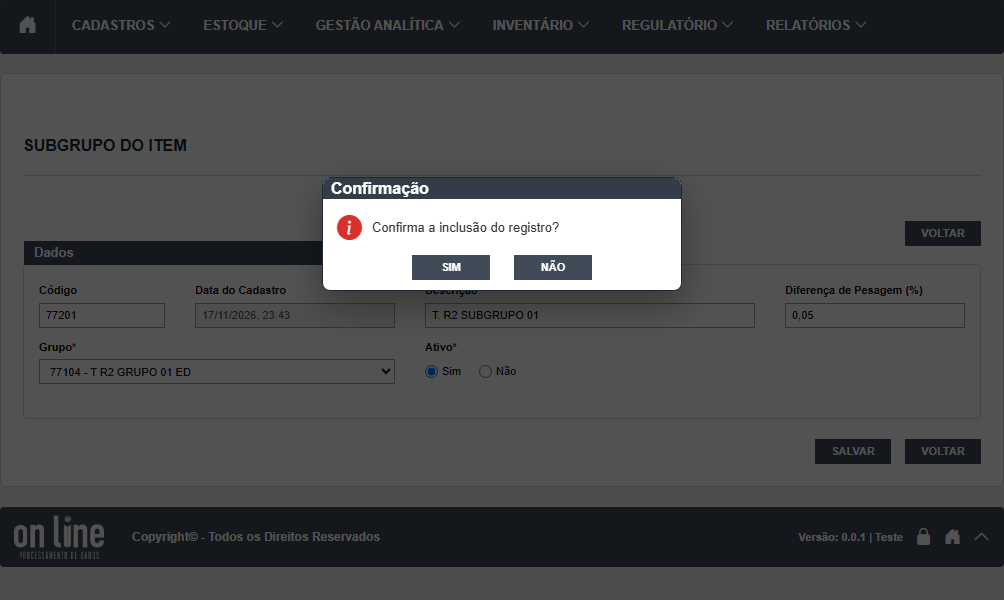 CADASTROS ESTOQUE GESTÃO ANALÍTICA INVENTÁRIO REGULATÓRIO RELATÓRIOS
SUBGRUPO DO ITEM
Confirmação
i Confirma a inclusão do registro?
SIM NÃO
VOLTAR
Dados
Código Data do Cadastro Descrição Diferença de Pesagem (%)
77201 17/11/2026, 23:43 T. R2 SUBGRUPO 01 0,05
Grupo* Ativo*
77104 - T R2 GRUPO 01 ED Sim Não
SALVAR VOLTAR
on line
PROCESSAMENTO DE DADOS
Copyright© - Todos os Direitos Reservados
Versão: 0.0.1 | Teste